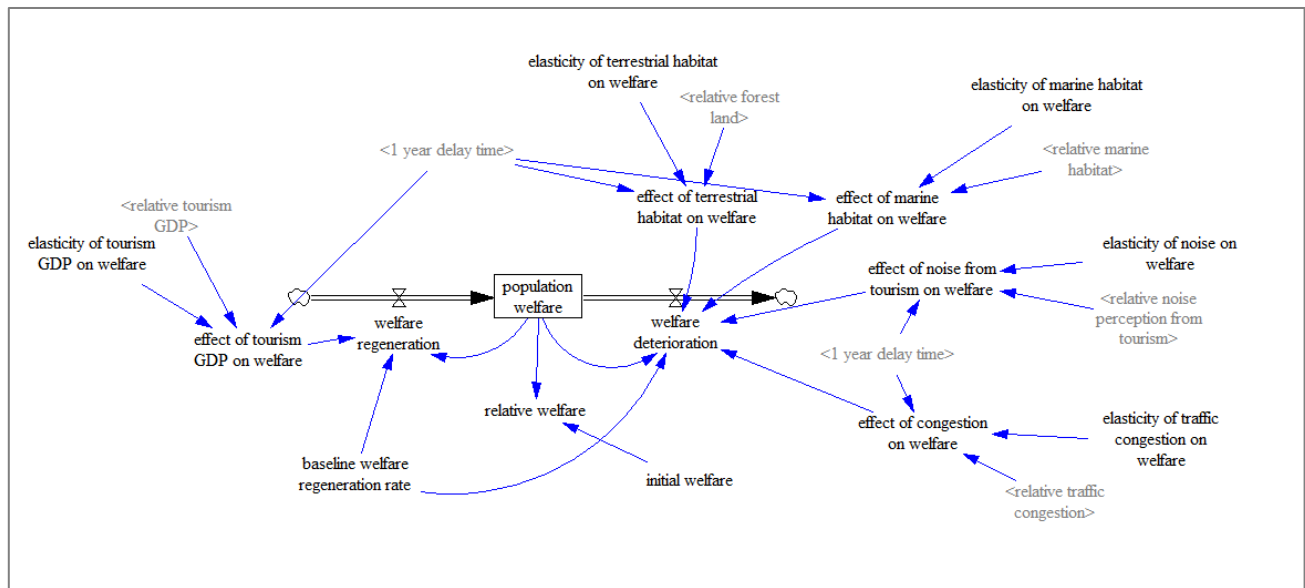 elasticity of terrestrial habitat
on welfare
<relative forest
land>
elasticity of marine habitat
on welfare
<1 year delay time>
<relative marine
habitat>
effect of terrestrial
habitat on welfare
effect of marine
habitat on welfare
<relative tourism
GDP>
elasticity of tourism
GDP on welfare
elasticity of noise on
welfare
effect of noise from
tourism on welfare
population
welfare
<relative noise
perception from
tourism>
welfare
regeneration
welfare
deterioration
effect of tourism
GDP on welfare
<1 year delay time>
relative welfare
effect of congestion
on welfare
elasticity of traffic
congestion on
welfare
baseline welfare
regeneration rate
initial welfare
<relative traffic
congestion>